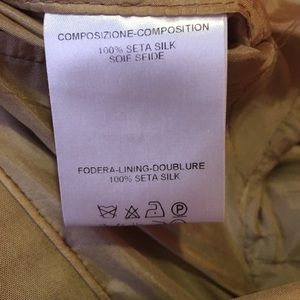 COMPOSIZIONE-COMPOSITION
100% SETA SILK
SOIE SEIDE
FODERA-LINING-DOUBLURE
100% SETA SILK
P